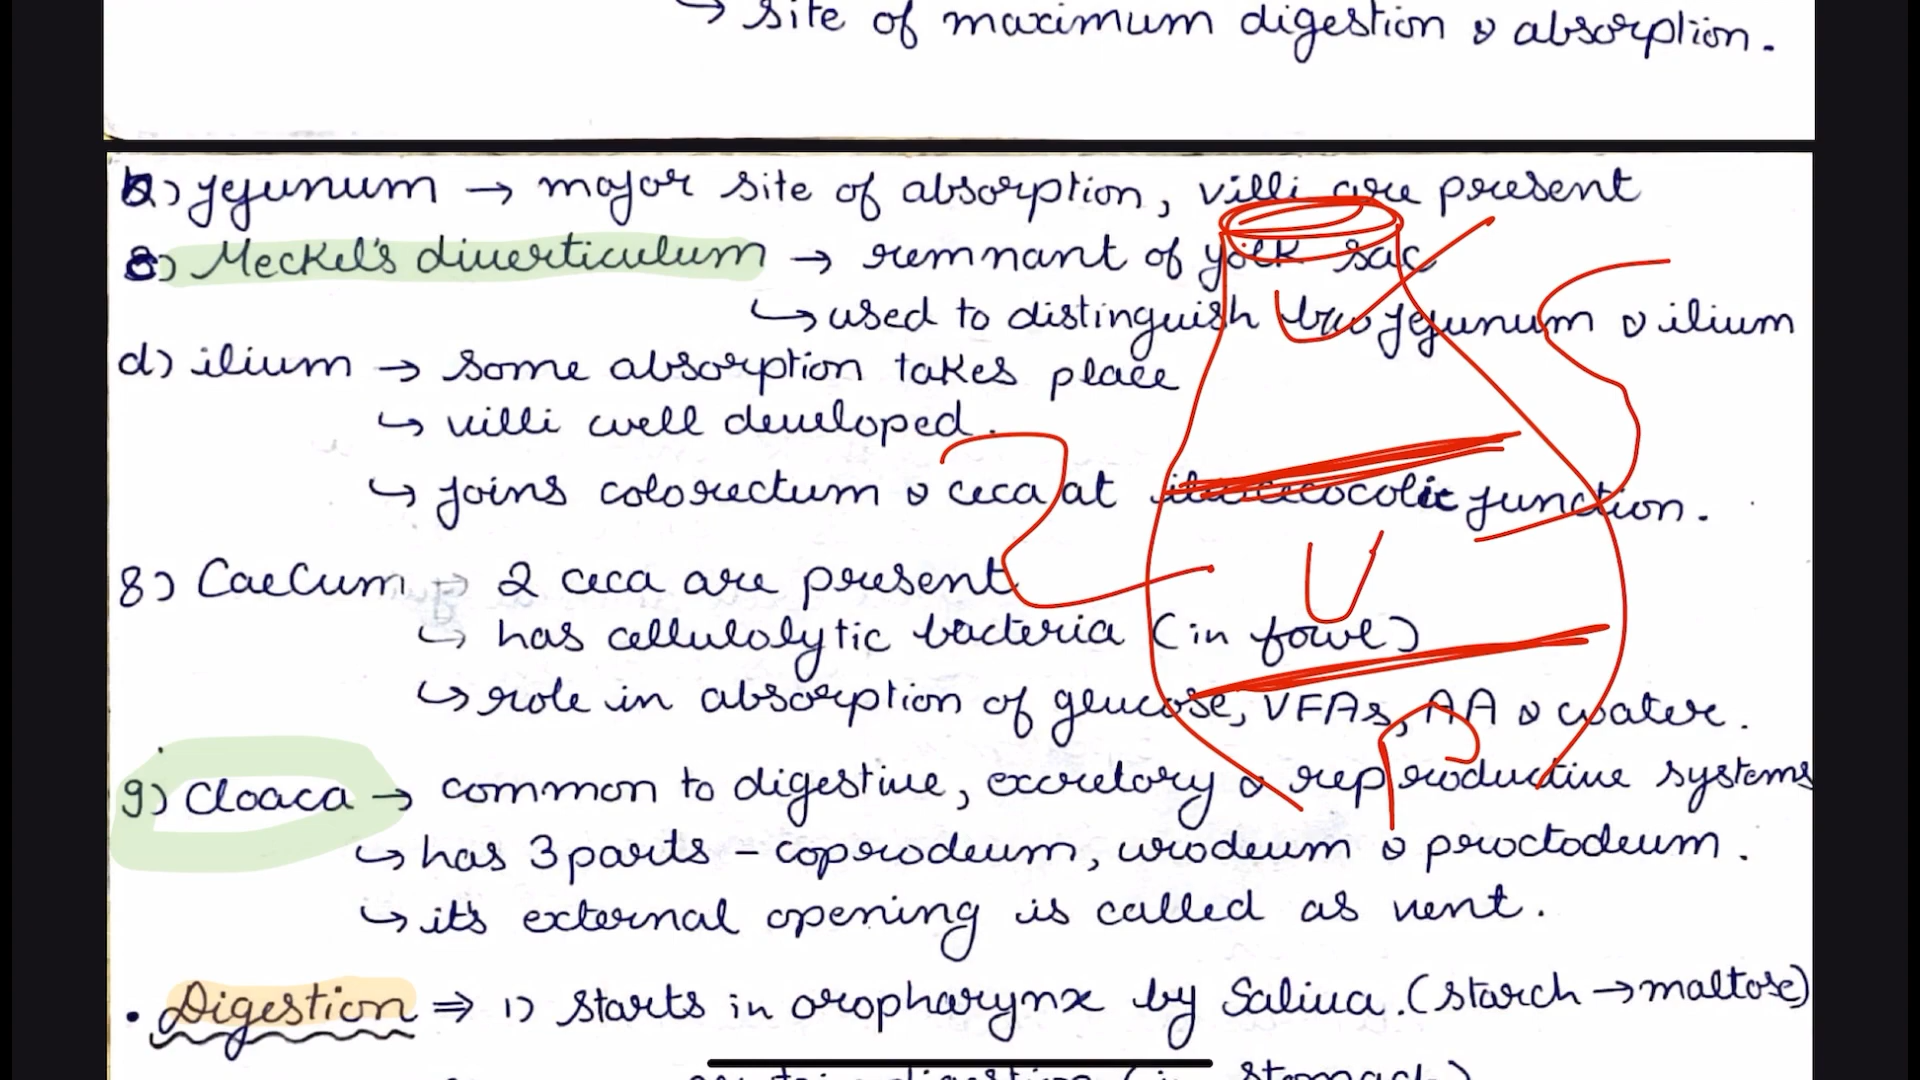 ↳ site of maximum digestion & absorption.
b) jejunum → major site of absorption, villi are present
c) Meckel's diverticulum → remnant of yolk sac
↳ used to distinguish b/w jejunum & ilium
d) ilium → some absorption takes place
↳ villi well developed.
↳ joins colorectum & ceca at ileocecocolic junction.
8) Caecum → 2 ceca are present
↳ has cellulolytic bacteria (in fowl)
↳ role in absorption of glucose, VFAs, AA & water.
9) Cloaca → common to digestive, excretory & reproductive systems
↳ has 3 parts – coprodeum, urodeum & proctodeum.
↳ it's external opening is called as vent.
• Digestion ⇒ 1) starts in oropharynx by Saliva. (starch → maltose)